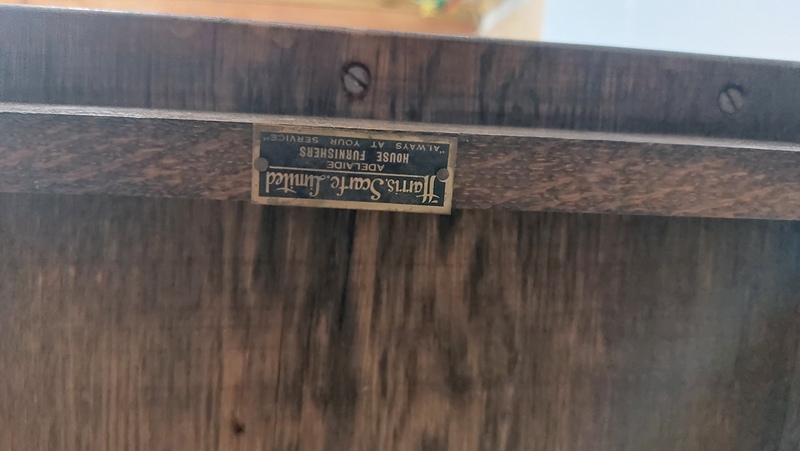 Harris, Scarfe, Limited
ADELAIDE
HOUSE FURNISHERS
"ALWAYS AT YOUR SERVICE"